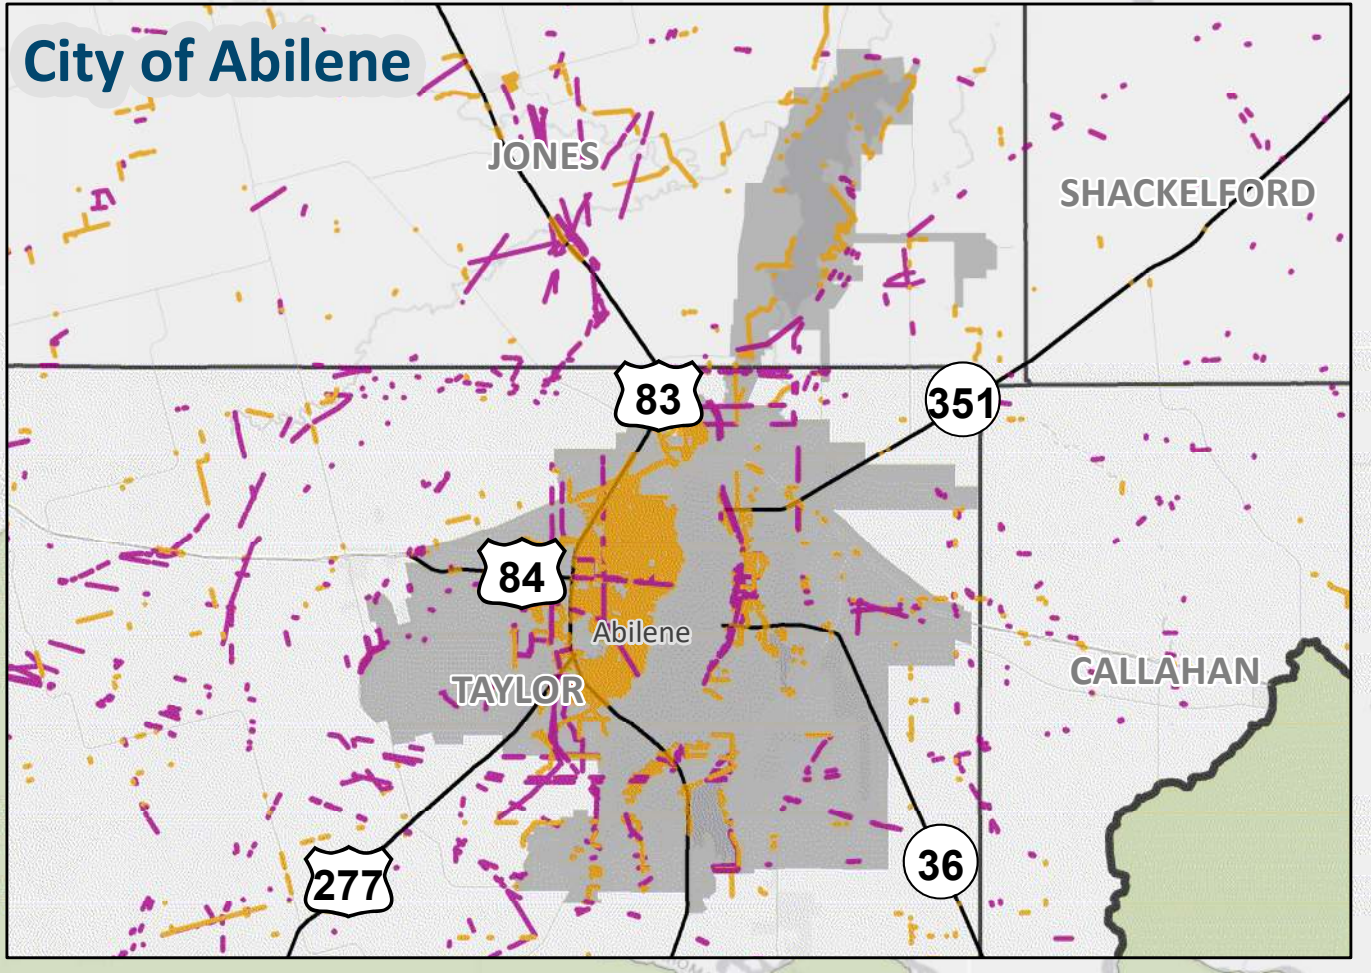 City of Abilene
JONES
SHACKELFORD
83
351
84
Abilene
TAYLOR
CALLAHAN
277
36